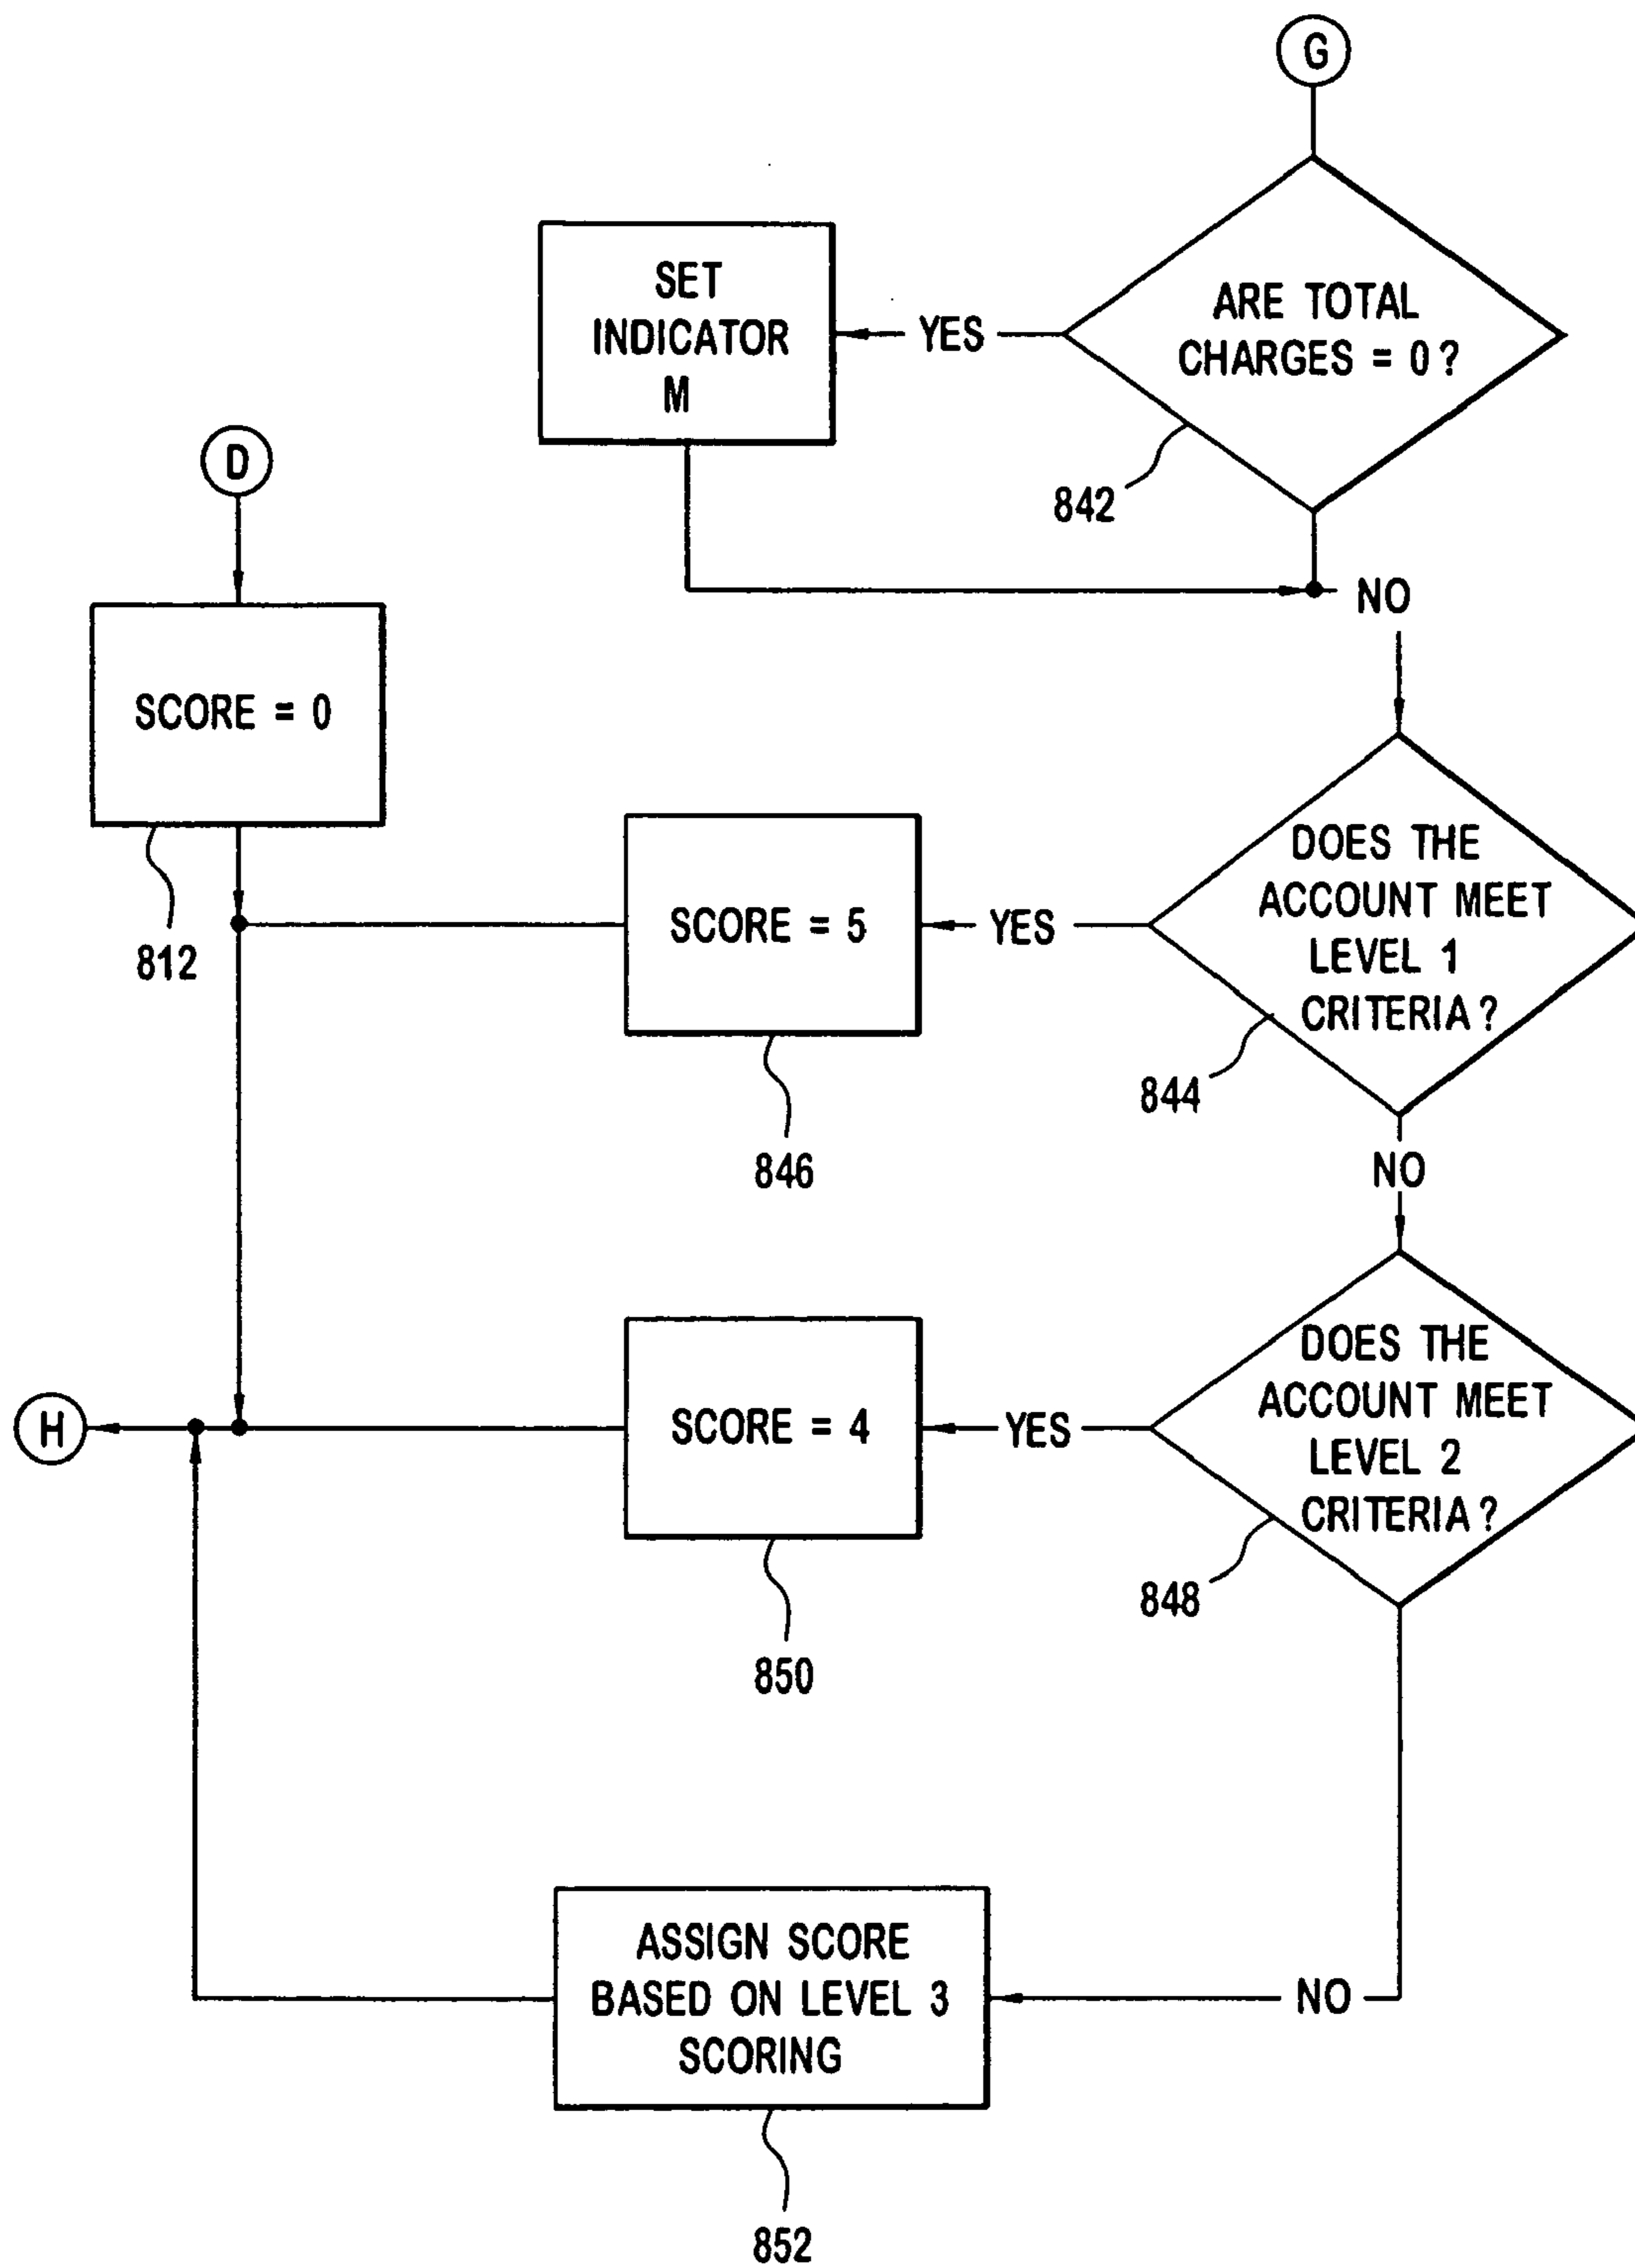 G
ARE TOTAL
CHARGES = 0?
YES
SET
INDICATOR
M
842
NO
D
SCORE = 0
812
DOES THE
ACCOUNT MEET
LEVEL 1
CRITERIA?
844
YES
SCORE = 5
846
NO
DOES THE
ACCOUNT MEET
LEVEL 2
CRITERIA?
848
YES
SCORE = 4
850
H
NO
ASSIGN SCORE
BASED ON LEVEL 3
SCORING
852